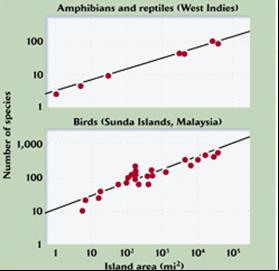 Amphibians and reptiles (West Indies)
100
10
1
Birds (Sunda Islands, Malaysia)
1,000
100
10
1
Number of species
1 10 10² 10³ 10⁴ 10⁵
Island area (mi²)